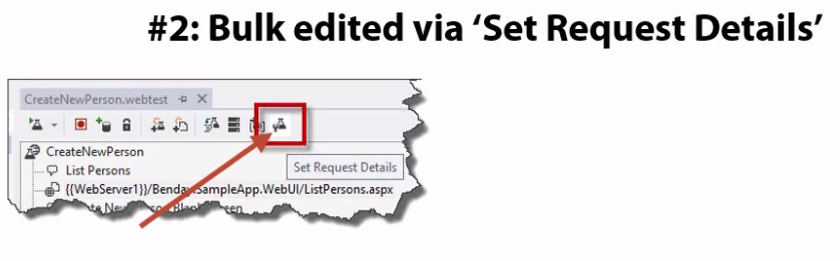 #2: Bulk edited via ‘Set Request Details’
CreateNewPerson.webtest
CreateNewPerson
Set Request Details
List Persons
{{WebServer1}}/Benday.SampleApp.WebUI/ListPersons.aspx